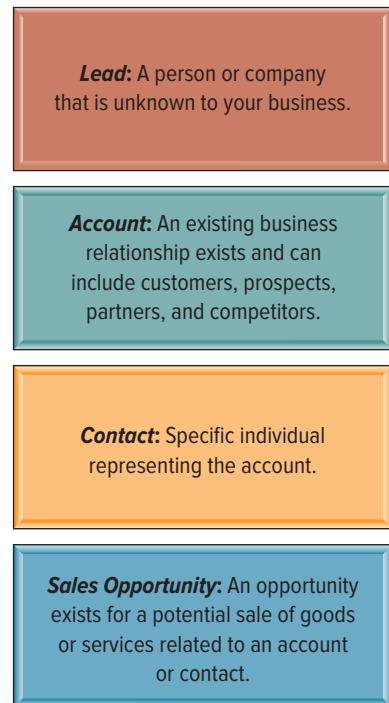 Lead: A person or company
that is unknown to your business.
Account: An existing business
relationship exists and can
include customers, prospects,
partners, and competitors.
Contact: Specific individual
representing the account.
Sales Opportunity: An opportunity
exists for a potential sale of goods
or services related to an account
or contact.